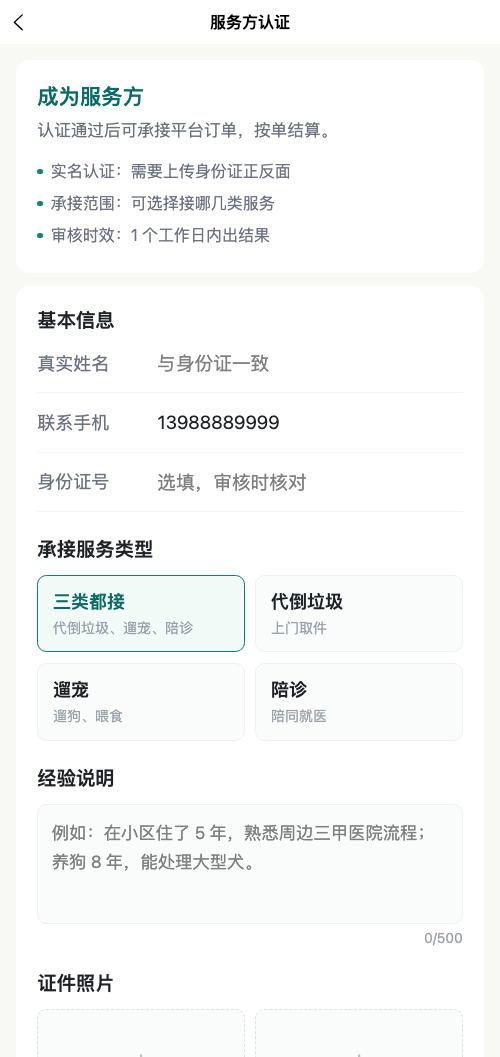 服务方认证
成为服务方
认证通过后可承接平台订单，按单结算。
实名认证：需要上传身份证正反面
承接范围：可选择接哪几类服务
审核时效：1 个工作日内出结果
基本信息
真实姓名 与身份证一致
联系手机 13988889999
身份证号 选填，审核时核对
承接服务类型
三类都接 代倒垃圾
代倒垃圾、遛宠、陪诊 上门取件
遛宠 陪诊
遛狗、喂食 陪同就医
经验说明
例如：在小区住了 5 年，熟悉周边三甲医院流程；
养狗 8 年，能处理大型犬。
0/500
证件照片